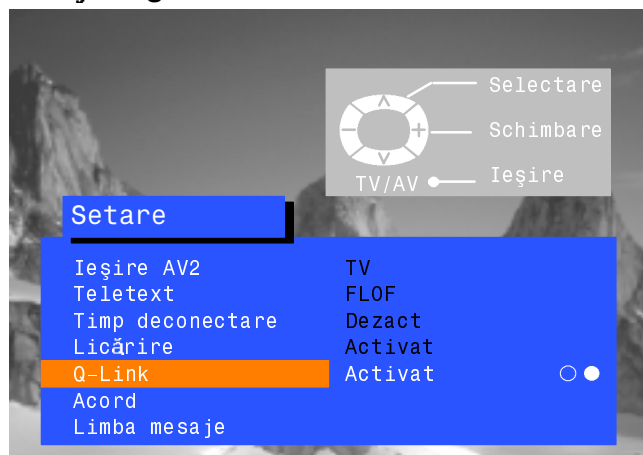 Selectare
Schimbare
TV/AV Ieşire
Setare
Ieşire AV2 TV
Teletext FLOF
Timp deconectare Dezact
Licărire Activat
Q-Link Activat
Acord
Limba mesaje